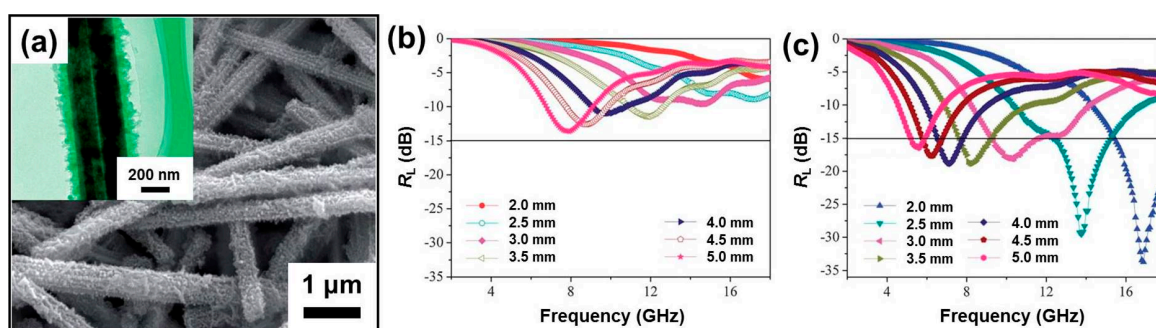 (a)
200 nm
1 µm
(b)
0
-5
-10
-15
-20
-25
-30
-35
R_L (dB)
2.0 mm
2.5 mm
3.0 mm
3.5 mm
4.0 mm
4.5 mm
5.0 mm
4 8 12 16
Frequency (GHz)
(c)
0
-5
-10
-15
-20
-25
-30
-35
R_L (dB)
2.0 mm
2.5 mm
3.0 mm
3.5 mm
4.0 mm
4.5 mm
5.0 mm
4 8 12 16
Frequency (GHz)